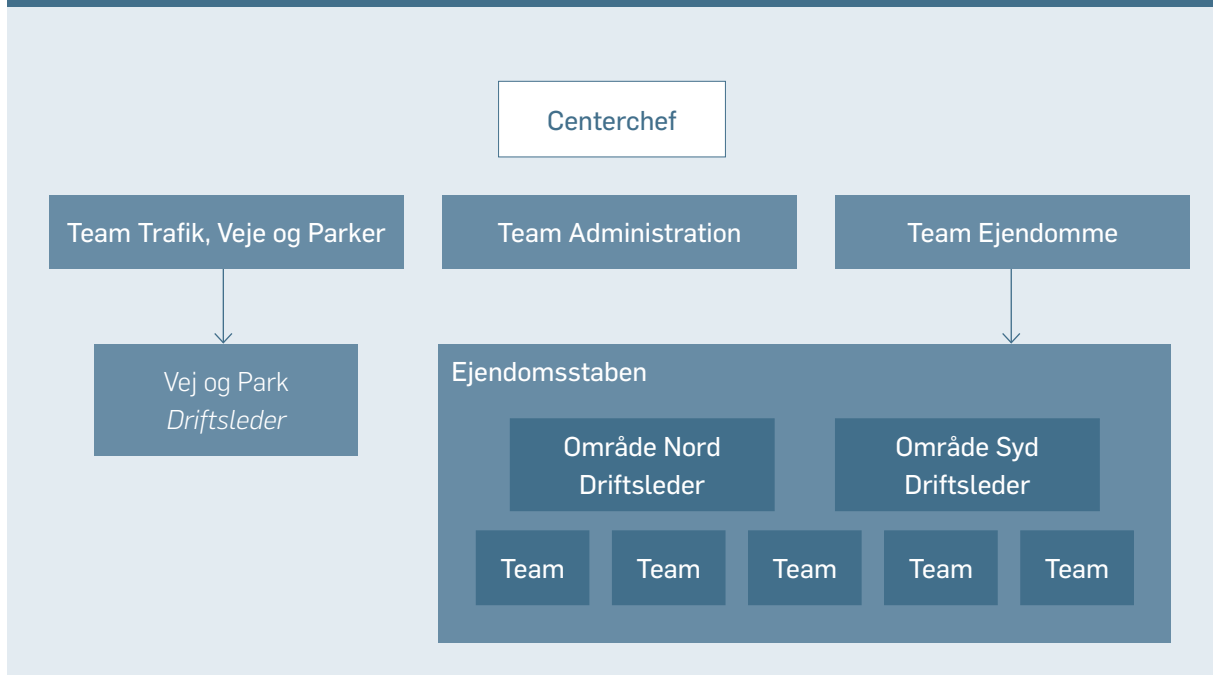 Centerchef
Team Trafik, Veje og Parker
Team Administration
Team Ejendomme
Vej og Park
Driftsleder
Ejendomsstaben
Område Nord
Driftsleder
Område Syd
Driftsleder
Team
Team
Team
Team
Team